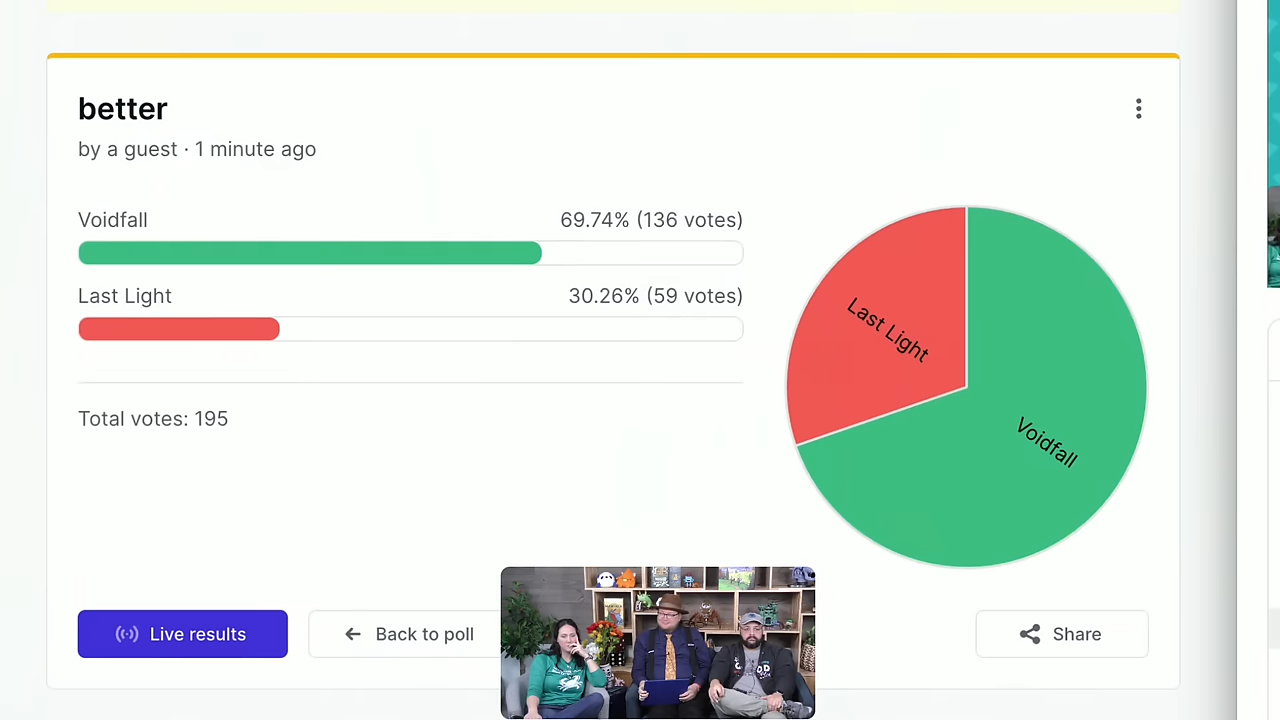 better
by a guest · 1 minute ago
Voidfall 69.74% (136 votes)
Last Light 30.26% (59 votes)
Total votes: 195
Last Light
Voidfall
Live results
Back to poll
Share